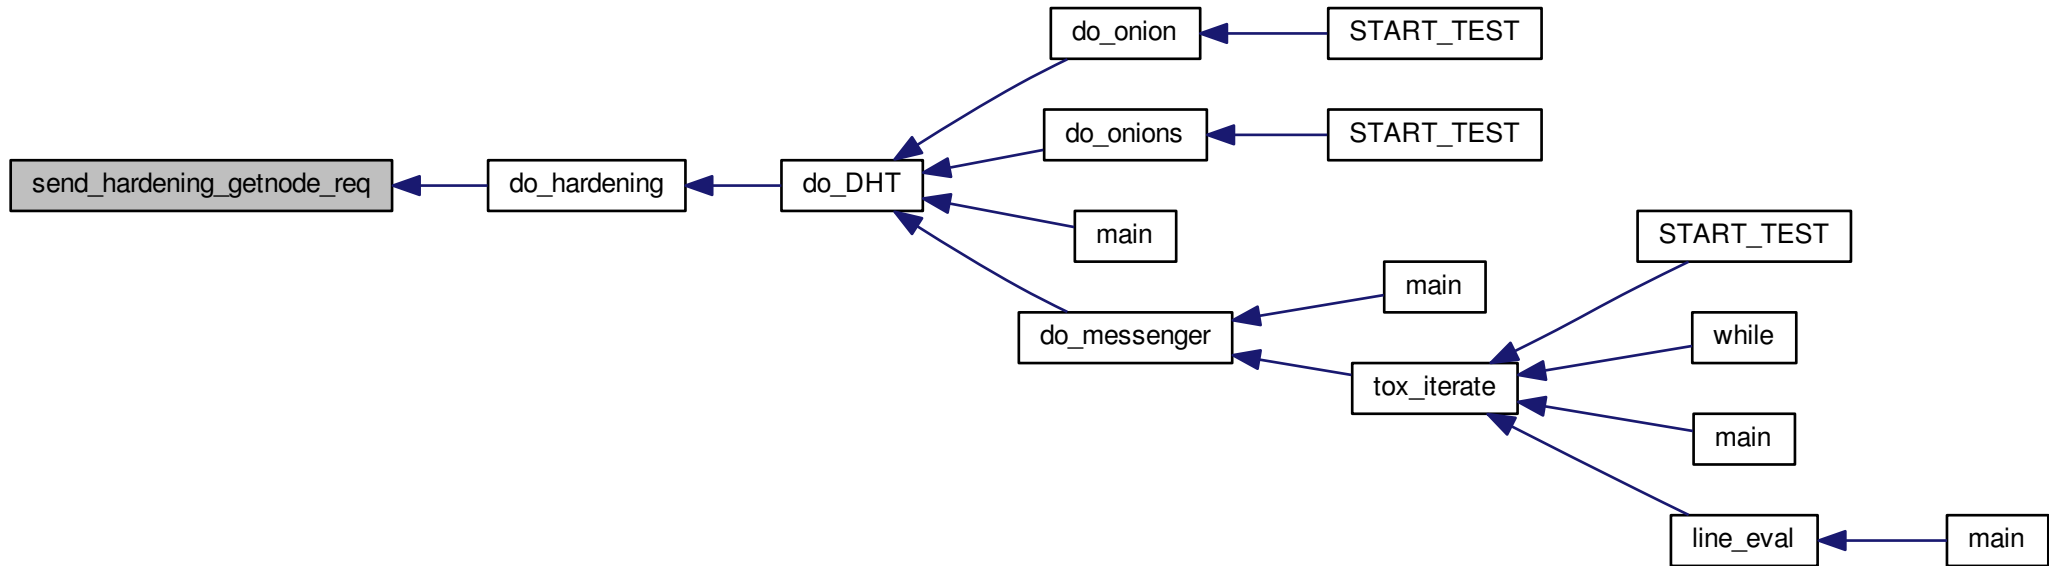 do_onion
START_TEST
do_onions
START_TEST
send_hardening_getnode_req
do_hardening
do_DHT
main
START_TEST
main
do_messenger
while
tox_iterate
main
line_eval
main